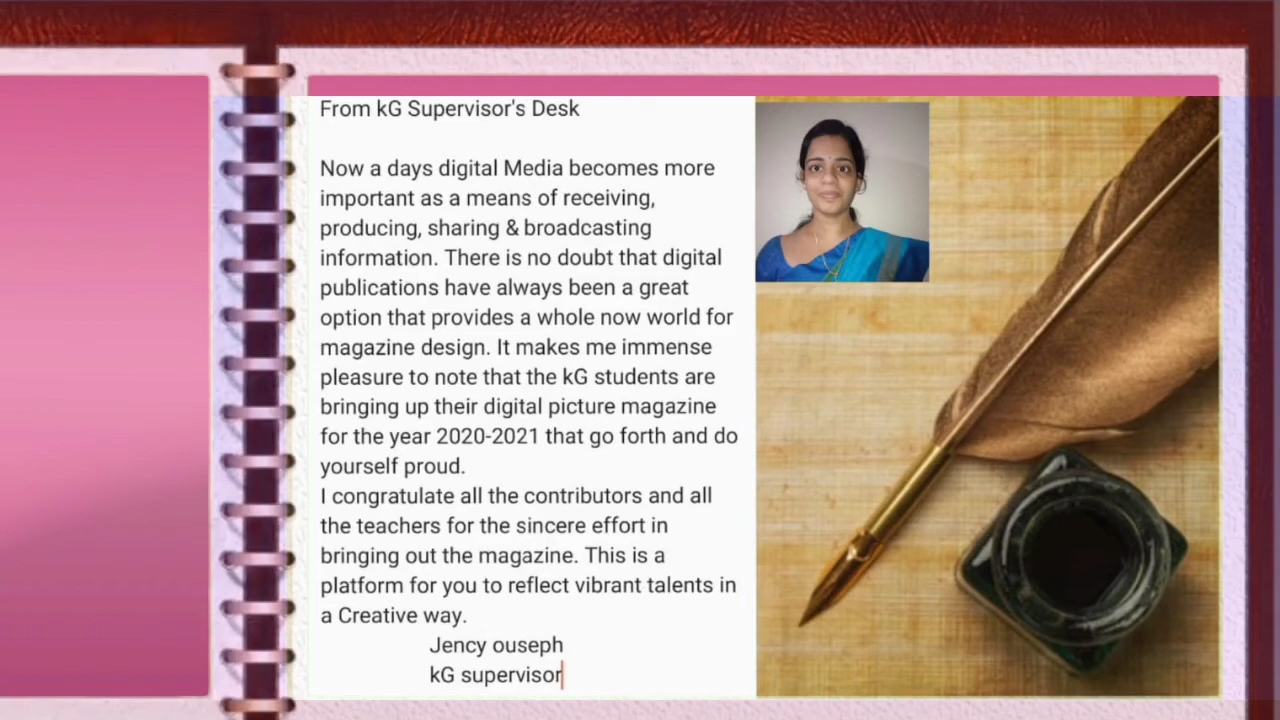 From kG Supervisor's Desk
Now a days digital Media becomes more
important as a means of receiving,
producing, sharing & broadcasting
information. There is no doubt that digital
publications have always been a great
option that provides a whole now world for
magazine design. It makes me immense
pleasure to note that the kG students are
bringing up their digital picture magazine
for the year 2020-2021 that go forth and do
yourself proud.
I congratulate all the contributors and all
the teachers for the sincere effort in
bringing out the magazine. This is a
platform for you to reflect vibrant talents in
a Creative way.
Jency ouseph
kG supervisor